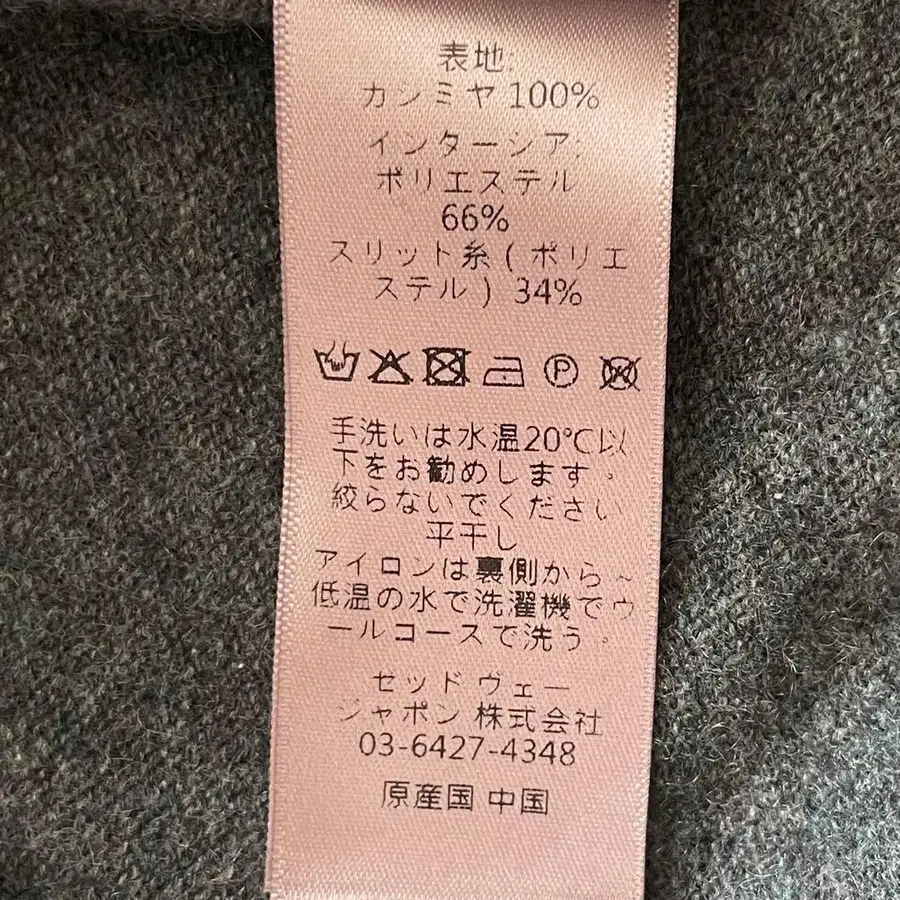 表地:
カシミヤ 100%
インターシア:
ポリエステル
66%
スリット糸 ( ポリエ
ステル ) 34%
P
手洗いは水温20℃以
下をお勧めします。
絞らないでください
平干し
アイロンは裏側から ~
低温の水で洗濯機でウ
ールコースで洗う。
ゼッド ヴェー
ジャポン 株式会社
03-6427-4348
原産国 中国